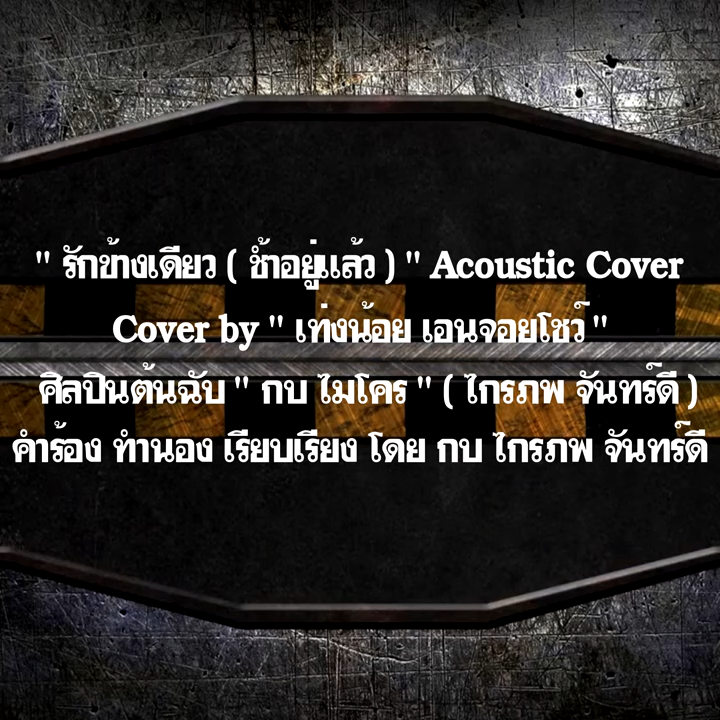 " รักข้างเดียว ( ช้ำอยู่แล้ว ) " Acoustic Cover
Cover by " เท่งน้อย เอนจอยโชว์ "
ศิลปินต้นฉบับ " กบ ไมโคร " ( ไกรภพ จันทร์ดี )
คำร้อง ทำนอง เรียบเรียง โดย กบ ไกรภพ จันทร์ดี